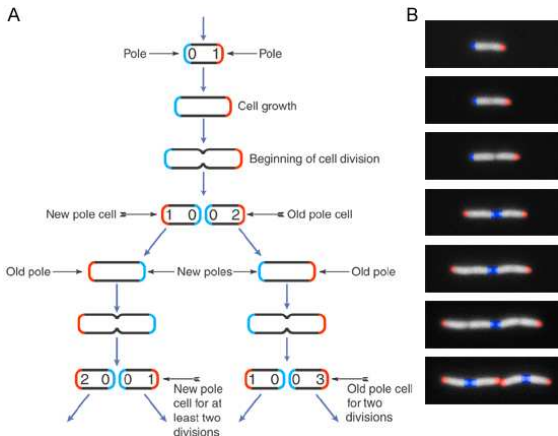 A
B
Pole
0 1
Pole
Cell growth
Beginning of cell division
New pole cell
1 0
0 2
Old pole cell
Old pole
New poles
Old pole
2 0
0 1
New pole
cell for at
least two
divisions
1 0
0 3
Old pole cell
for two
divisions